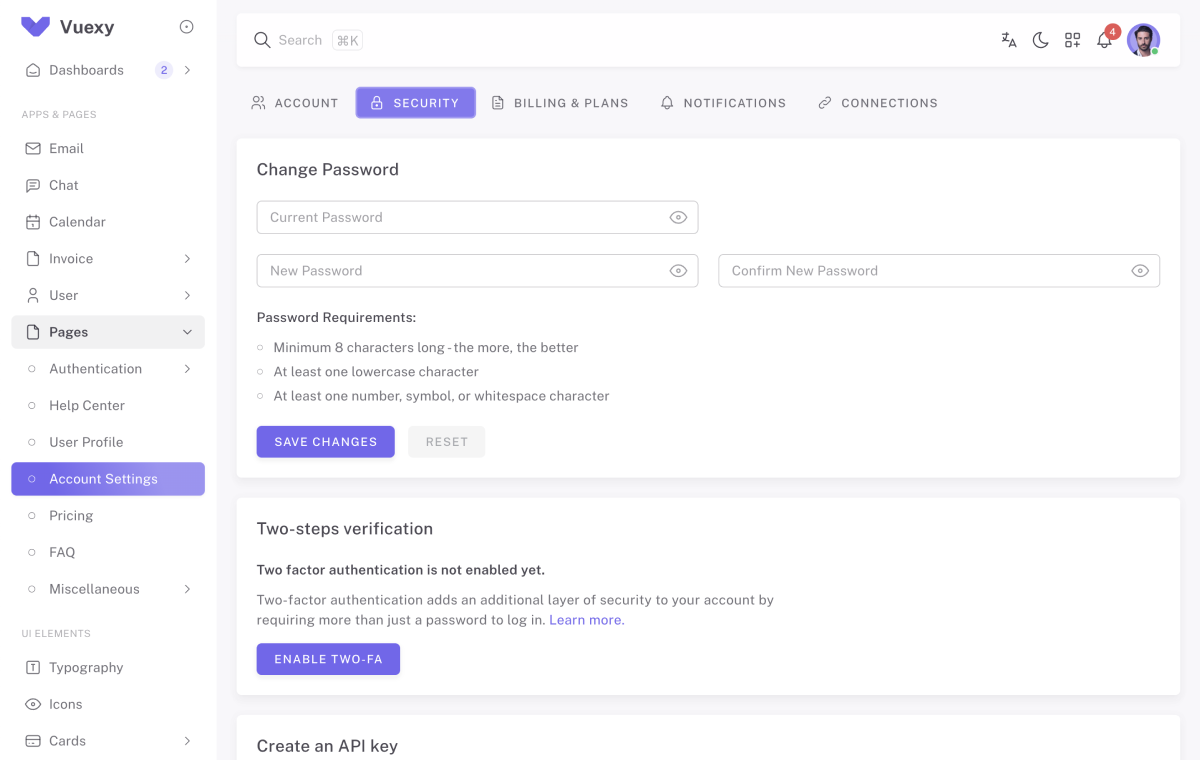 Vuexy
Dashboards 2
APPS & PAGES
Email
Chat
Calendar
Invoice
User
Pages
Authentication
Help Center
User Profile
Account Settings
Pricing
FAQ
Miscellaneous
UI ELEMENTS
Typography
Icons
Cards
Search ⌘K
4
ACCOUNT
SECURITY
BILLING & PLANS
NOTIFICATIONS
CONNECTIONS
Change Password
Current Password
New Password
Confirm New Password
Password Requirements:
Minimum 8 characters long - the more, the better
At least one lowercase character
At least one number, symbol, or whitespace character
SAVE CHANGES
RESET
Two-steps verification
Two factor authentication is not enabled yet.
Two-factor authentication adds an additional layer of security to your account by
requiring more than just a password to log in. Learn more.
ENABLE TWO-FA
Create an API key